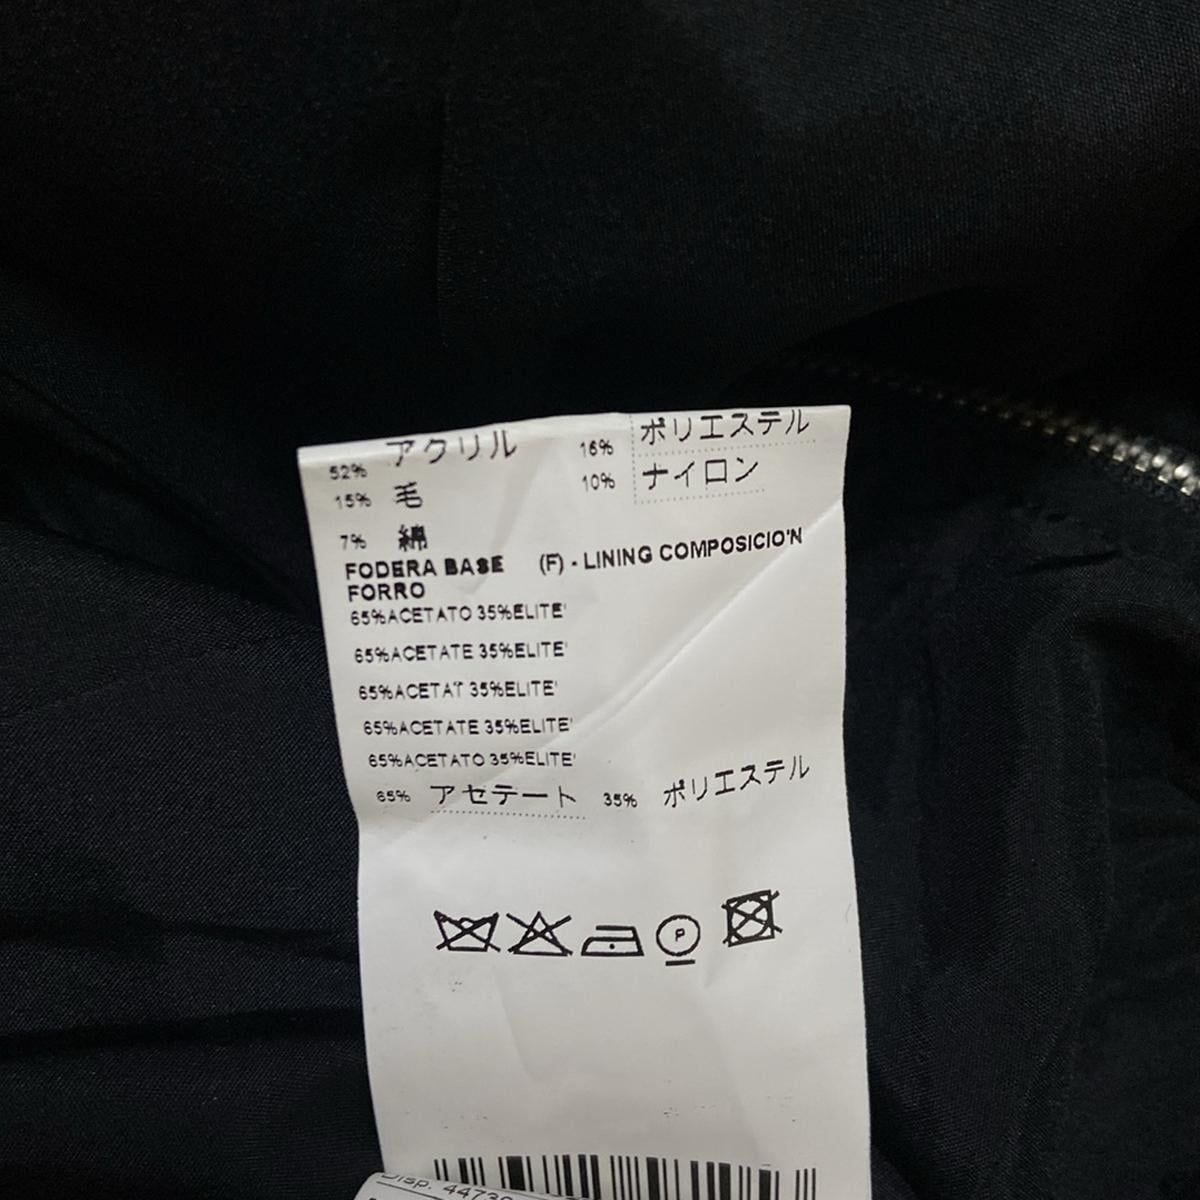 52% アクリル 16% ポリエステル
15% 毛 10% ナイロン
7% 綿
FODERA BASE (F) - LINING COMPOSICIO'N
FORRO
65%ACETATO 35%ELITE'
65%ACETATE 35%ELITE'
65%ACETAT 35%ELITE'
65%ACETATE 35%ELITE'
65%ACETATO 35%ELITE'
65% アセテート 35% ポリエステル
P
Disp.